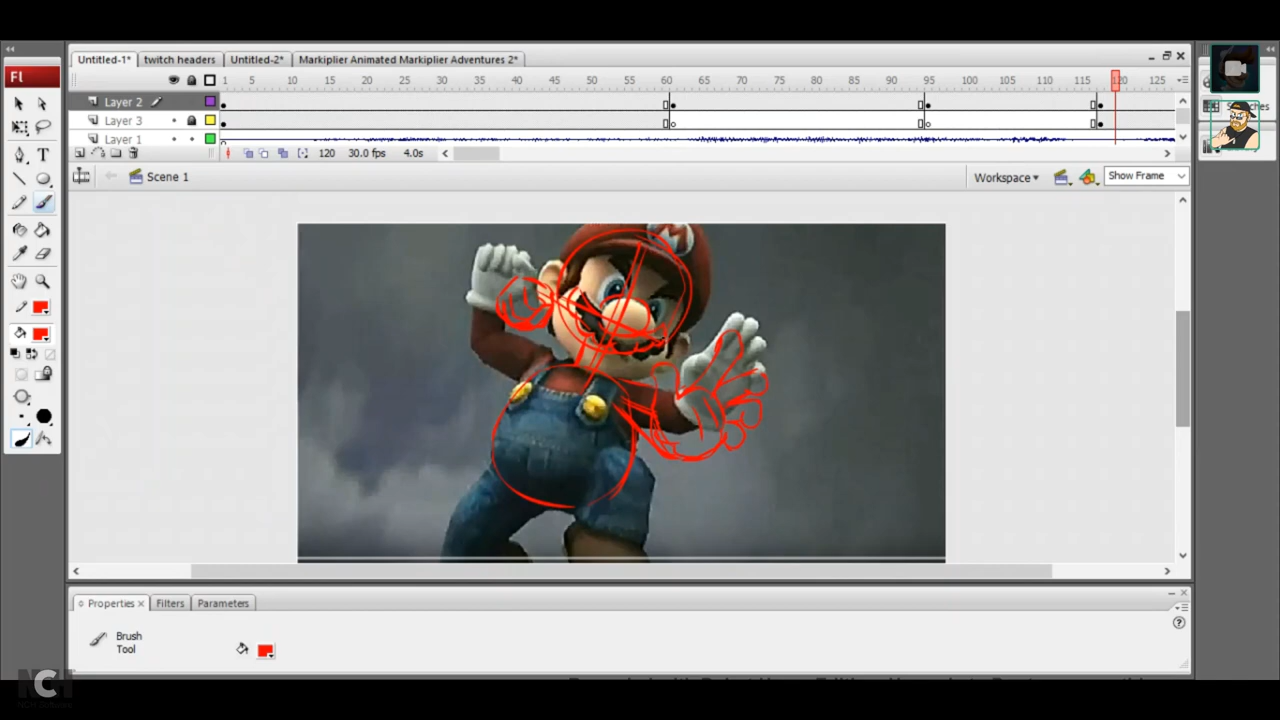 Untitled-1* twitch headers Untitled-2* Markiplier Animated Markiplier Adventures 2*
Fl
1 5 10 15 20 25 30 35 40 45 50 55 60 65 70 75 80 85 90 95 100 105 110 115 120 125
Layer 2
Layer 3
Layer 1
120 30.0 fps 4.0s
Scene 1 Workspace Show Frame
M
Properties Filters Parameters
Brush
Tool
NCH
NCH Software